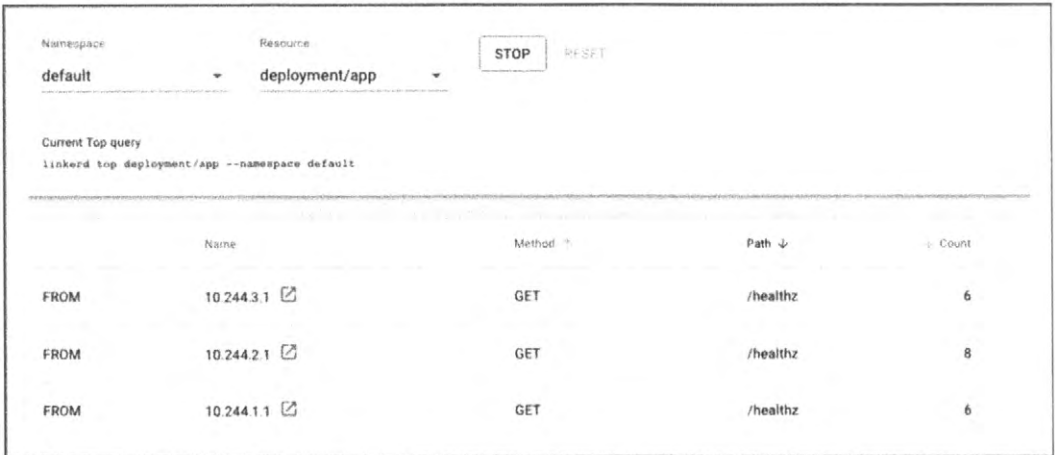 Namespace Resource
default deployment/app STOP RESET
Current Top query
linkerd top deployment/app --namespace default
Name Method ↑ Path ↓ ↓ Count
FROM 10.244.3.1 GET /healthz 6
FROM 10.244.2.1 GET /healthz 8
FROM 10.244.1.1 GET /healthz 6